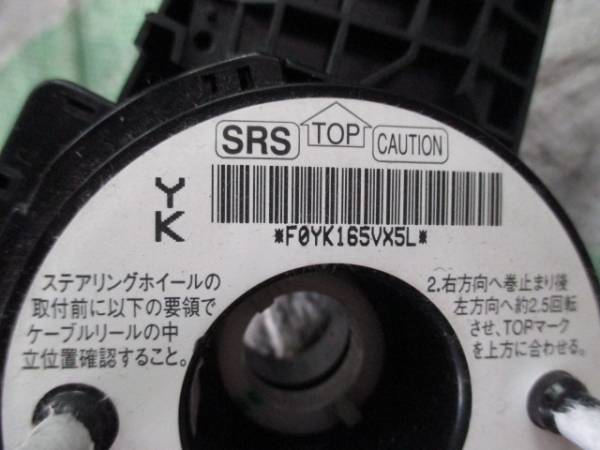 SRS TOP CAUTION
YK
*F0YK165VX5L*
ステアリングホイールの
取付前に以下の要領で
ケーブルリールの中
立位置確認すること。
2.右方向へ巻止まり後
左方向へ約2.5回転
させ、TOPマーク
を上方に合わせる。